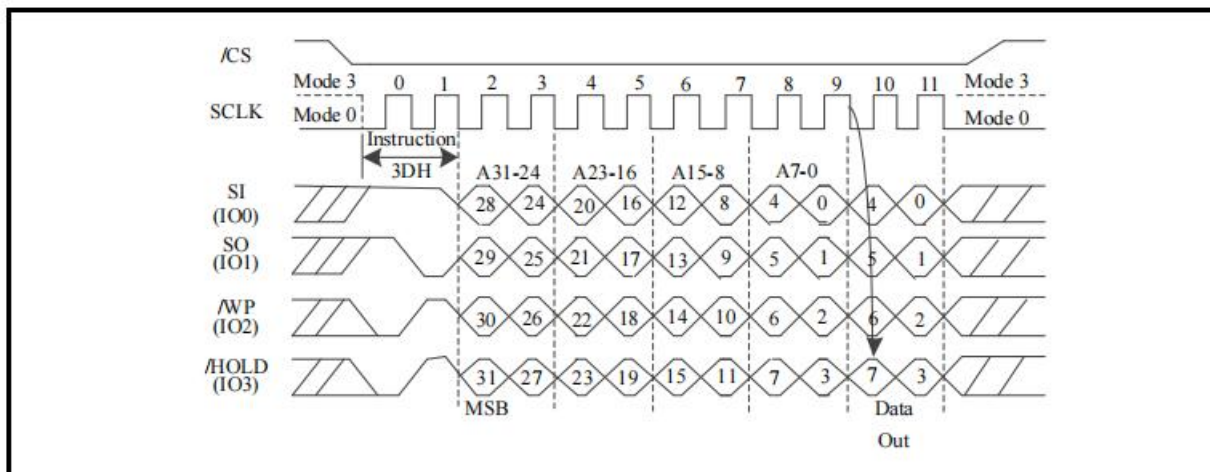 /CS
Mode 3 0 1 2 3 4 5 6 7 8 9 10 11 Mode 3
SCLK
Mode 0 Mode 0
Instruction
3DH A31-24 A23-16 A15-8 A7-0
SI
(IO0) 28 24 20 16 12 8 4 0 4 0
SO
(IO1) 29 25 21 17 13 9 5 1 5 1
/WP
(IO2) 30 26 22 18 14 10 6 2 6 2
/HOLD
(IO3) 31 27 23 19 15 11 7 3 7 3
MSB Data
Out